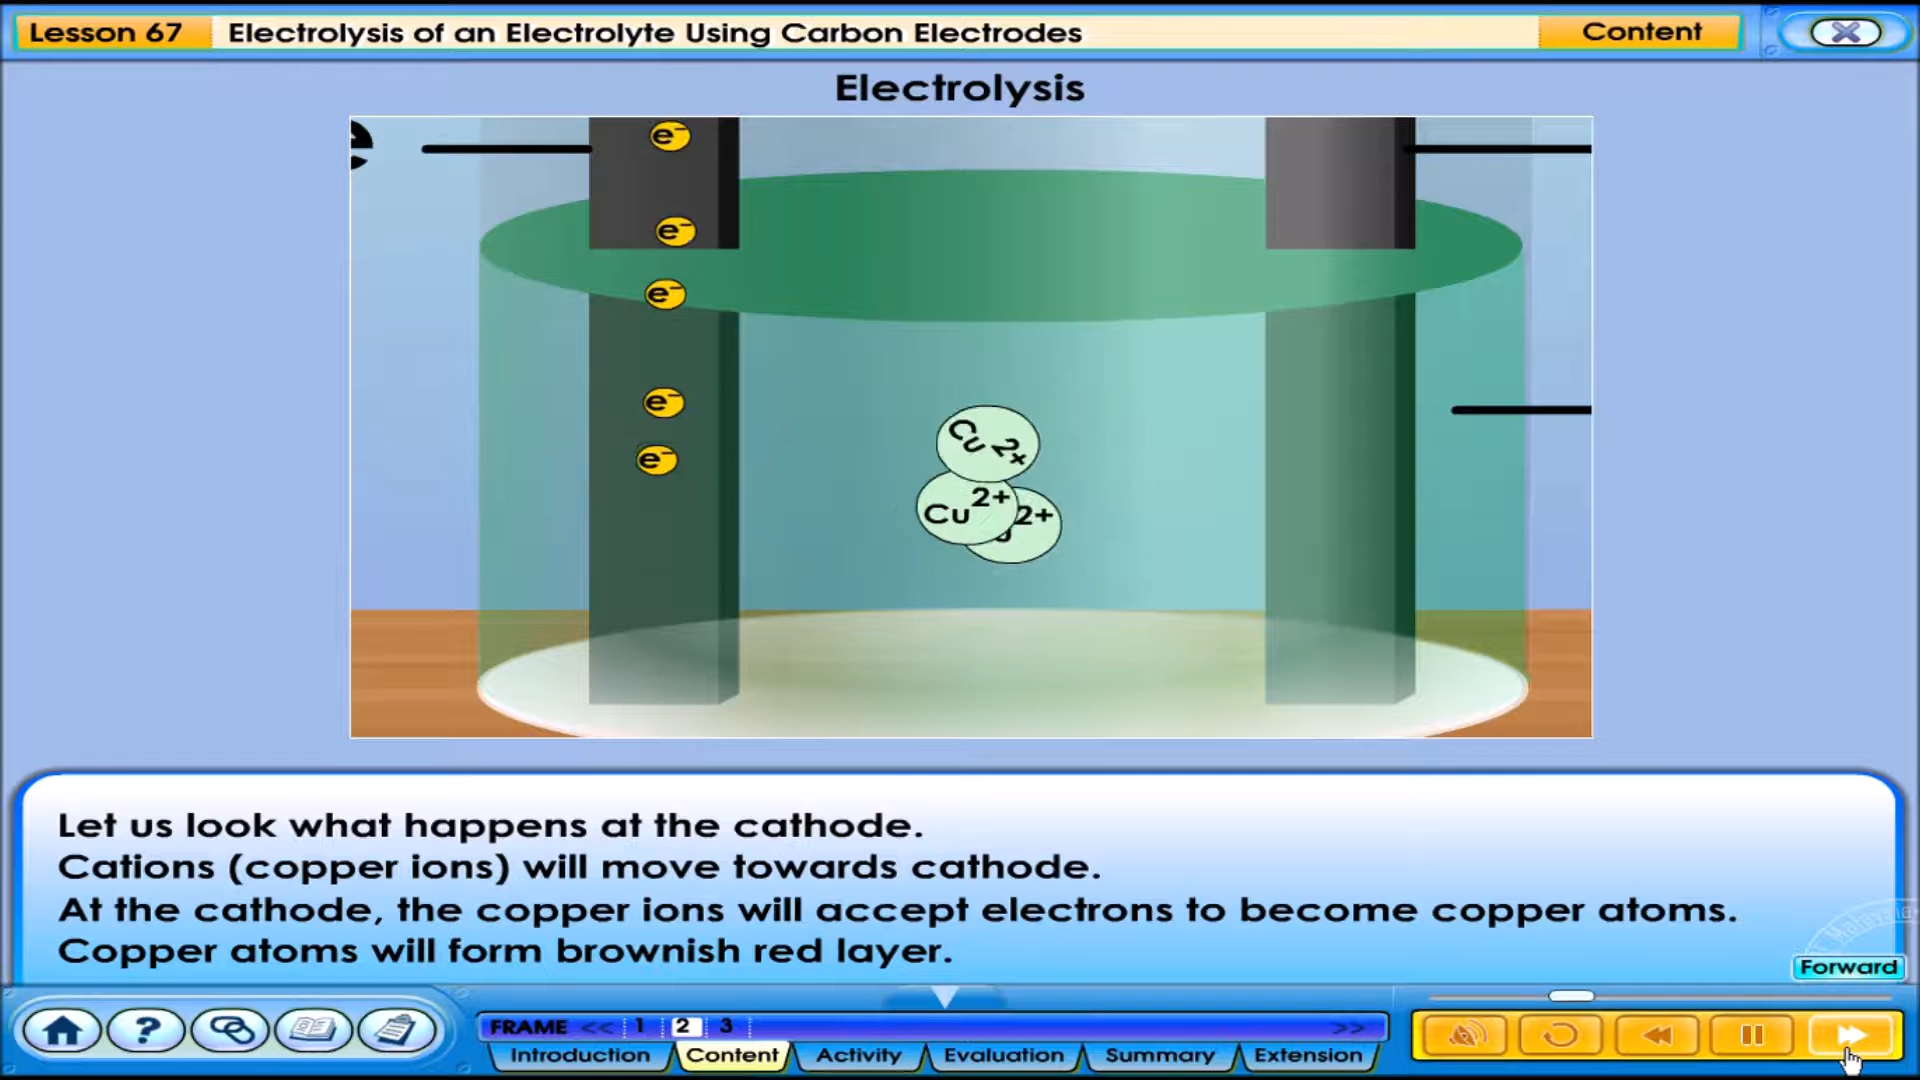 Lesson 67
Electrolysis of an Electrolyte Using Carbon Electrodes
Content
Electrolysis
e
e⁻
e⁻
e⁻
e⁻
e⁻
Cu 2+
Cu 2+
2+
Let us look what happens at the cathode.
Cations (copper ions) will move towards cathode.
At the cathode, the copper ions will accept electrons to become copper atoms.
Copper atoms will form brownish red layer.
Forward
?
FRAME << 1 2 3 >>
Introduction Content Activity Evaluation Summary Extension